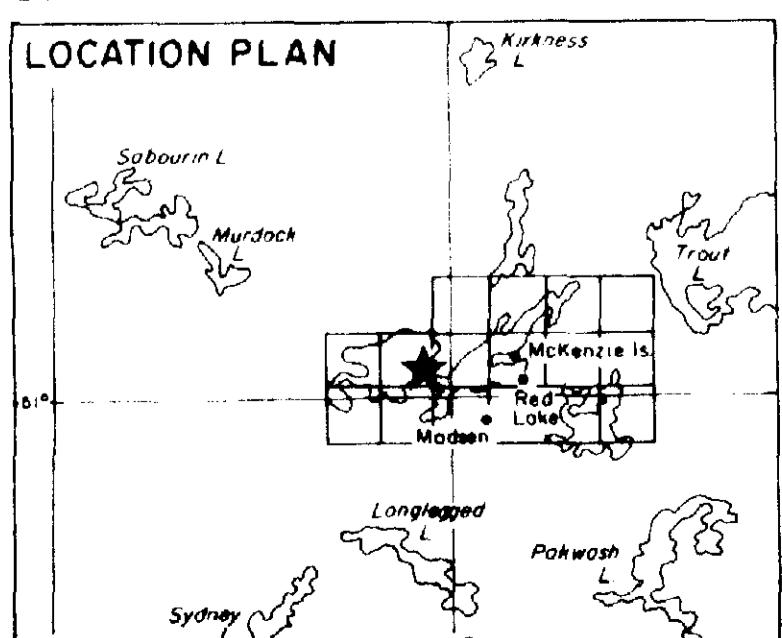 LOCATION PLAN
Kirkness
L
Sabourin L
Murdock
L
Trout
L
McKenzie Is.
51°
Red
Lake
Madsen
Longlegged
L
Pakwash
L
Sydney
L